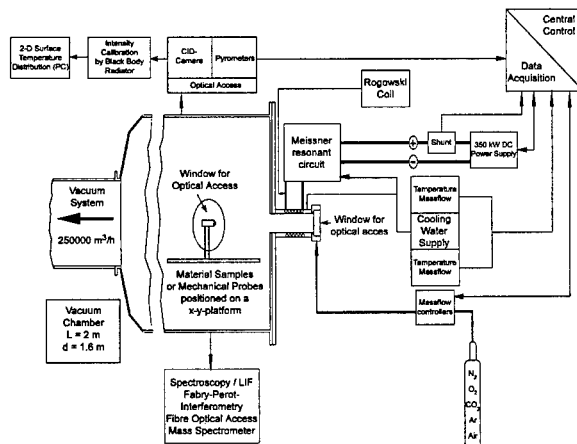 2-D Surface
Temperature
Distribution (PC)
Intensity
Calibration
by Black Body
Radiator
CID-
Camera
Pyrometers
Optical Access
Central
Control
Data
Acquisition
Rogowski
Coil
Meissner
resonant
circuit
+
Shunt
350 kW DC
Power Supply
−
Vacuum
System
250000 m³/h
Window for
Optical Access
Window for
optical acces
Temperature
Massflow
Cooling
Water
Supply
Temperature
Massflow
Material Samples
or Mechanical Probes
positioned on a
x-y-platform
Vacuum
Chamber
L = 2 m
d = 1.6 m
Massflow
controllers
Spectroscopy / LIF
Fabry-Perot-
Interferometry
Fibre Optical Access
Mass Spectrometer
N₂
O₂
CO₂
Ar
Air